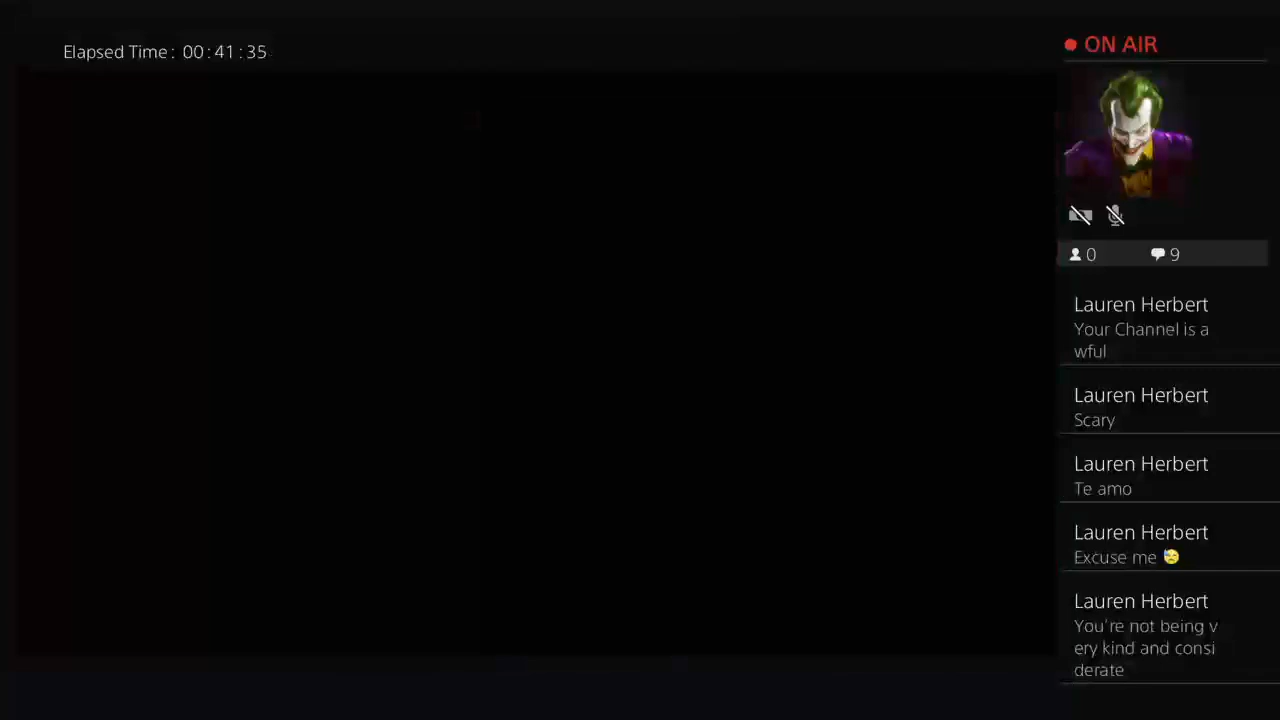 Elapsed Time: 00:41:35
ON AIR
0 9
Lauren Herbert
Your Channel is a
wful
Lauren Herbert
Scary
Lauren Herbert
Te amo
Lauren Herbert
Excuse me 😓
Lauren Herbert
You're not being v
ery kind and consi
derate